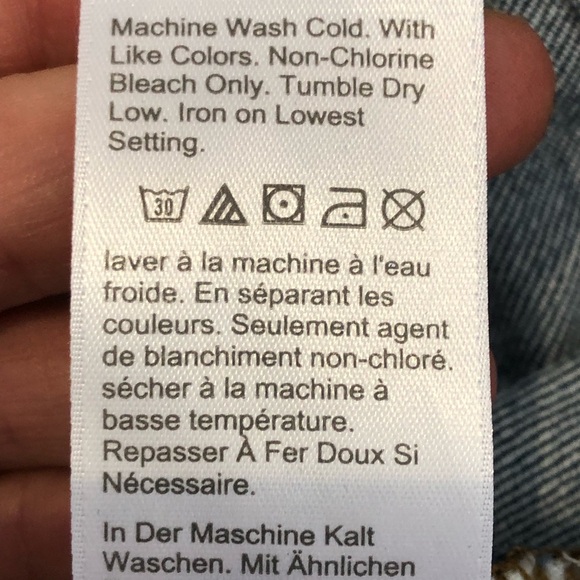 Machine Wash Cold. With
Like Colors. Non-Chlorine
Bleach Only. Tumble Dry
Low. Iron on Lowest
Setting.
30
laver à la machine à l'eau
froide. En séparant les
couleurs. Seulement agent
de blanchiment non-chloré.
sécher à la machine à
basse température.
Repasser À Fer Doux Si
Nécessaire.
In Der Maschine Kalt
Waschen. Mit Ähnlichen